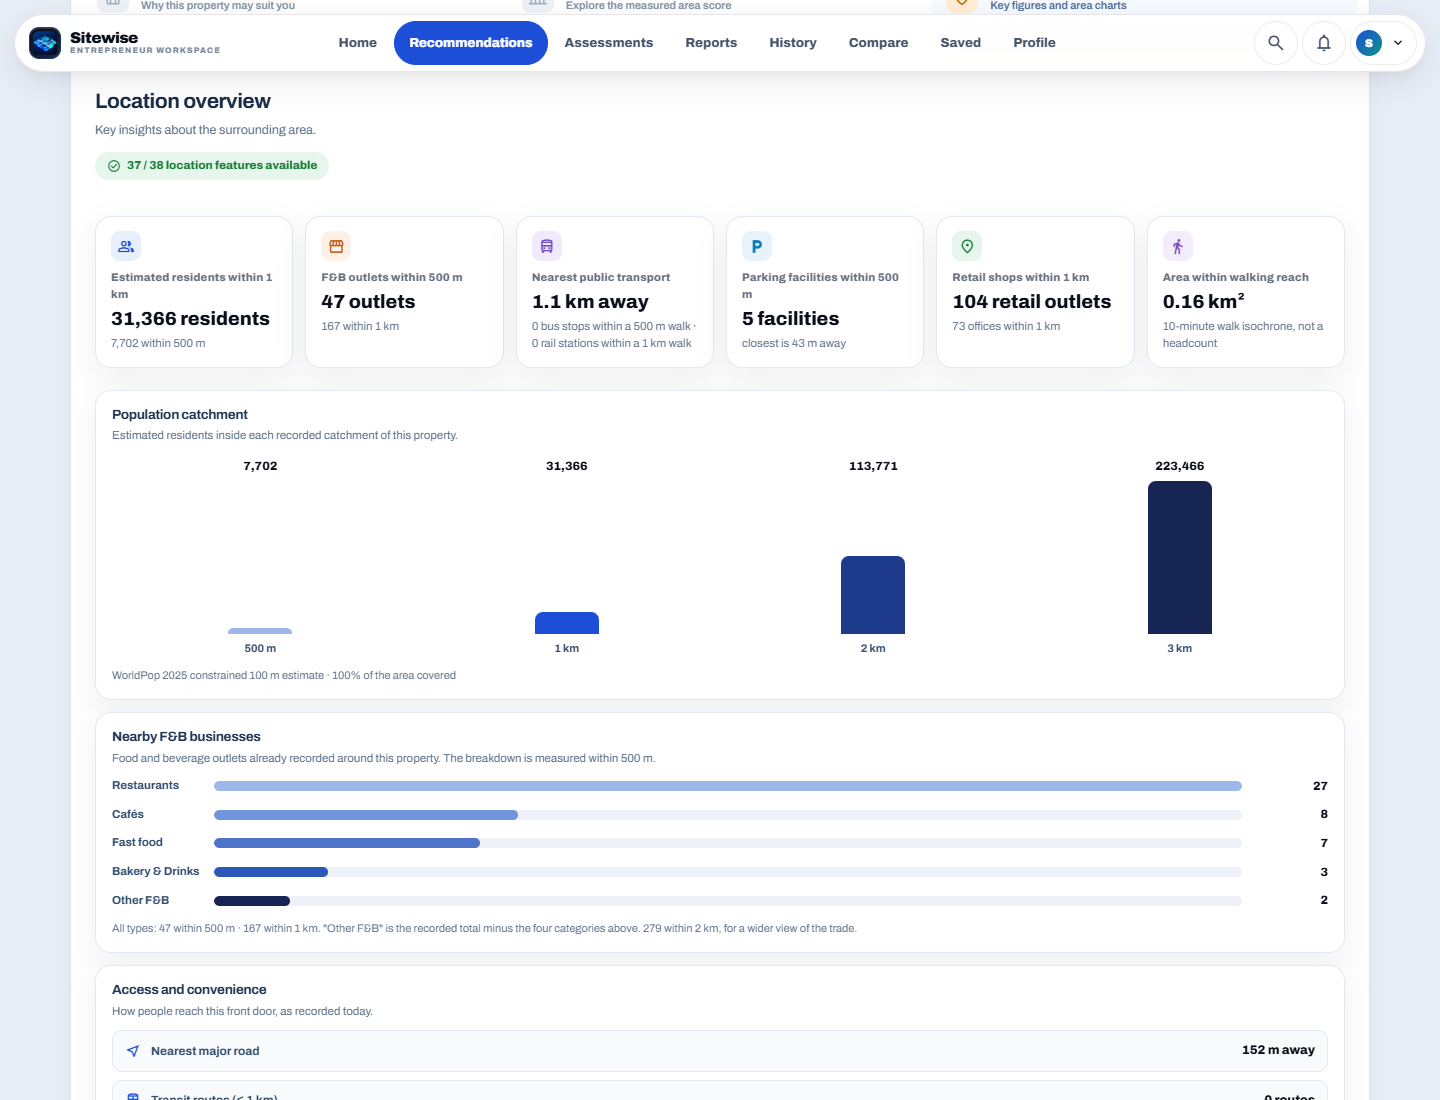 Why this property may suit you
Explore the measured area score
Key figures and area charts
Sitewise
ENTREPRENEUR WORKSPACE
Home
Recommendations
Assessments
Reports
History
Compare
Saved
Profile
S
Location overview
Key insights about the surrounding area.
37 / 38 location features available
Estimated residents within 1
km
31,366 residents
7,702 within 500 m
F&B outlets within 500 m
47 outlets
167 within 1 km
Nearest public transport
1.1 km away
0 bus stops within a 500 m walk ·
0 rail stations within a 1 km walk
Parking facilities within 500
m
5 facilities
closest is 43 m away
Retail shops within 1 km
104 retail outlets
73 offices within 1 km
Area within walking reach
0.16 km²
10-minute walk isochrone, not a
headcount
Population catchment
Estimated residents inside each recorded catchment of this property.
7,702
31,366
113,771
223,466
500 m
1 km
2 km
3 km
WorldPop 2025 constrained 100 m estimate · 100% of the area covered
Nearby F&B businesses
Food and beverage outlets already recorded around this property. The breakdown is measured within 500 m.
Restaurants
27
Cafés
8
Fast food
7
Bakery & Drinks
3
Other F&B
2
All types: 47 within 500 m · 167 within 1 km. "Other F&B" is the recorded total minus the four categories above. 279 within 2 km, for a wider view of the trade.
Access and convenience
How people reach this front door, as recorded today.
Nearest major road
152 m away
Transit routes (< 1 km)
0 routes